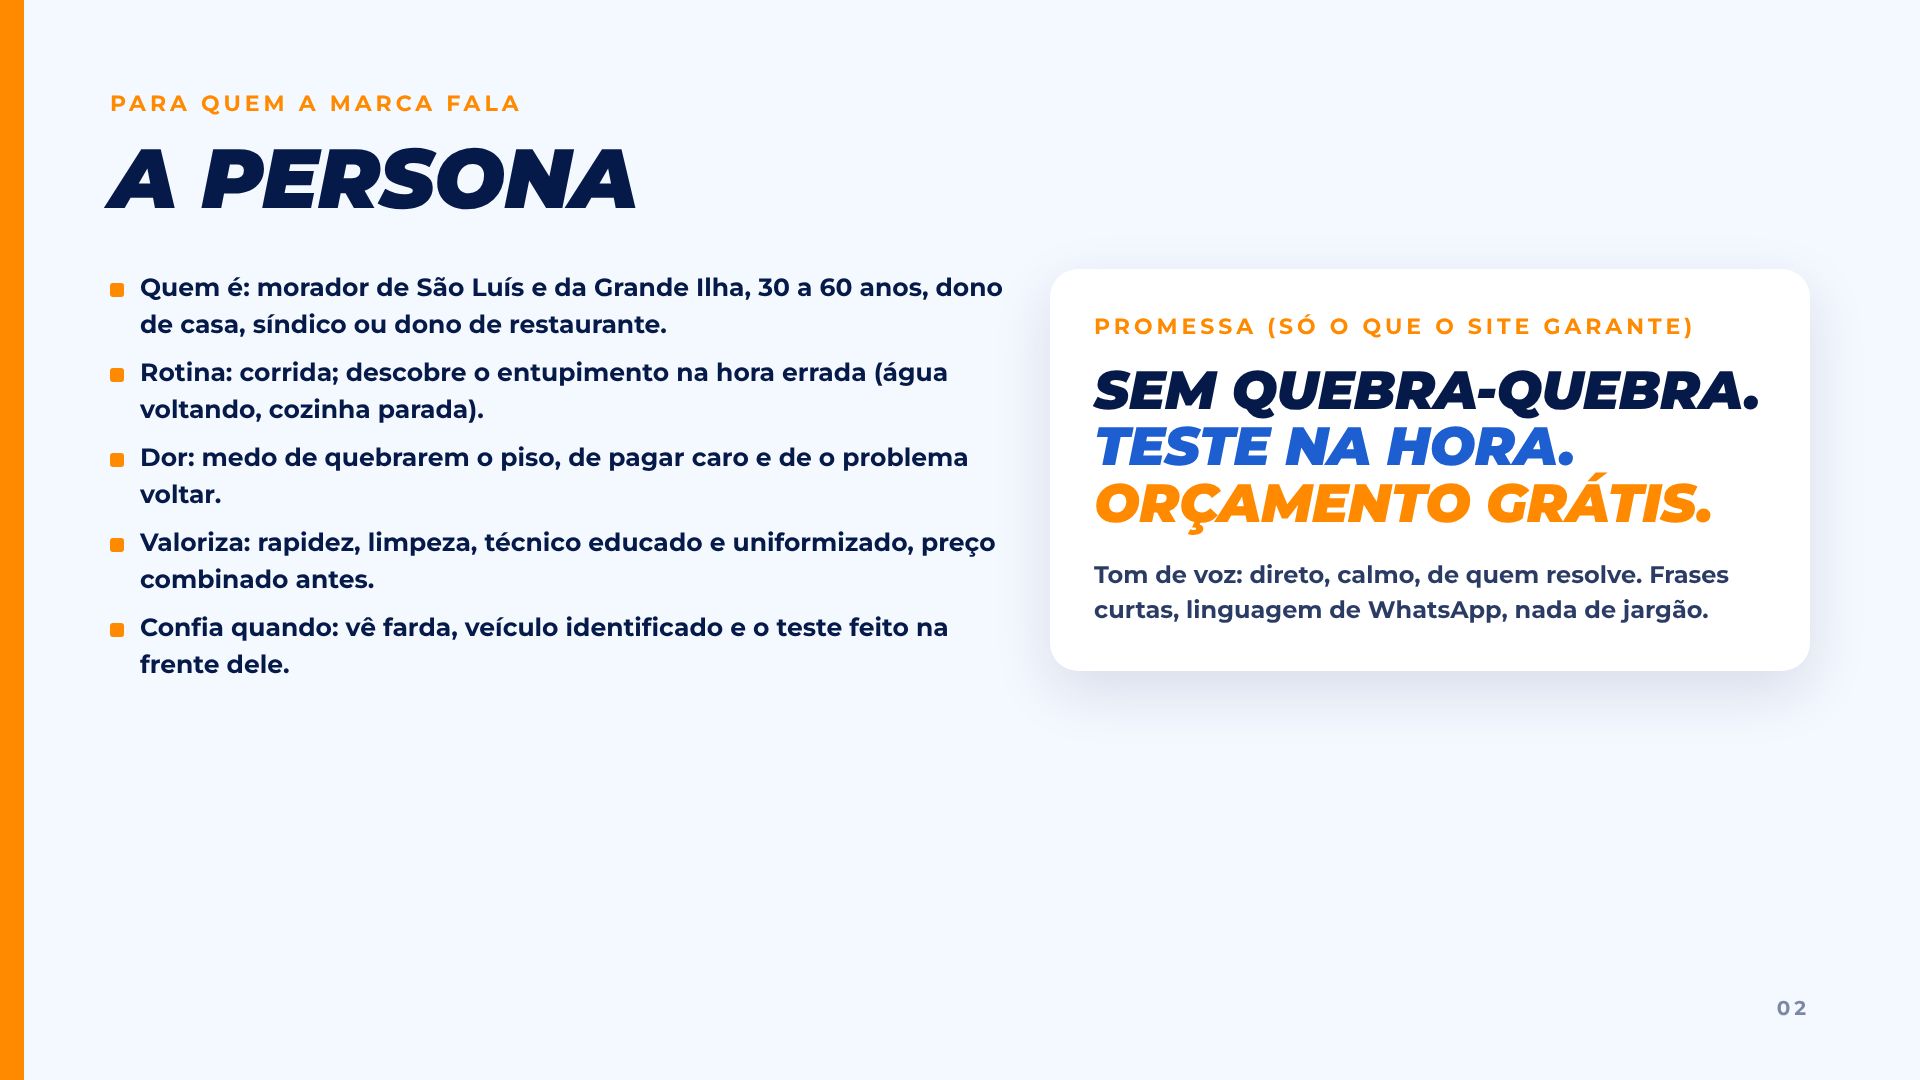 PARA QUEM A MARCA FALA
A PERSONA
Quem é: morador de São Luís e da Grande Ilha, 30 a 60 anos, dono
de casa, síndico ou dono de restaurante.
Rotina: corrida; descobre o entupimento na hora errada (água
voltando, cozinha parada).
Dor: medo de quebrarem o piso, de pagar caro e de o problema
voltar.
Valoriza: rapidez, limpeza, técnico educado e uniformizado, preço
combinado antes.
Confia quando: vê farda, veículo identificado e o teste feito na
frente dele.
PROMESSA (SÓ O QUE O SITE GARANTE)
SEM QUEBRA-QUEBRA.
TESTE NA HORA.
ORÇAMENTO GRÁTIS.
Tom de voz: direto, calmo, de quem resolve. Frases
curtas, linguagem de WhatsApp, nada de jargão.
02